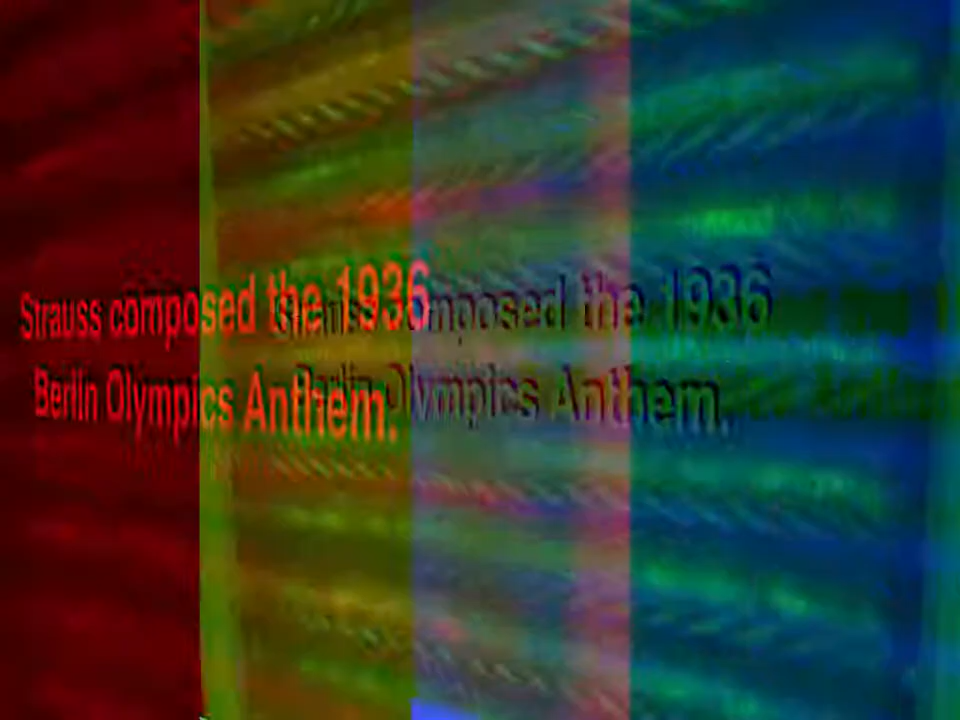 Strauss composed the 1936
Berlin Olympics Anthem.